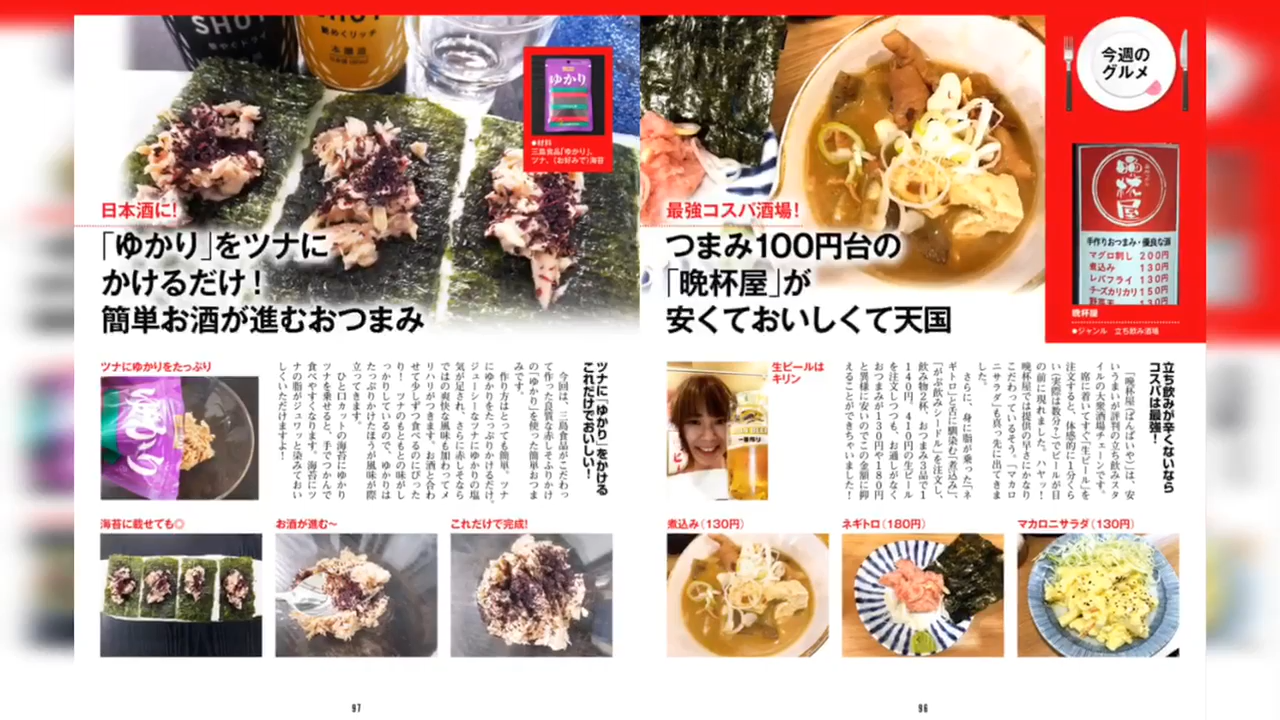 今週の
グルメ
晩杯屋
手作りおつまみ・優良な酒
マグロ刺し 200円
煮込み 130円
レバフライ 130円
チーズカリカリ 150円
晩杯屋
●ジャンル 立ち飲み酒場
最強コスパ酒場!
つまみ100円台の
「晩杯屋」が
安くておいしくて天国
立ち飲みが辛くないなら
コスパは最強!
「晩杯屋(ばんぱいや)」は、安
いうまいが評判の立ち飲みスタ
イルの大衆酒場チェーンです。
席に着いてすぐ「生ビール」を
注文すると、体感的に1分くら
い(実際は数分?)でビールが目
の前に現れました。ハヤッ!
晩杯屋では提供の早さにかなり
こだわっているそう。「マカロ
ニサラダ」も真っ先に出てきま
した。
さらに、身に脂が乗った「ネ
ギトロ」と舌に馴染む「煮込み」、
「がぶ飲みシードル」を注文し、
飲み物2杯、おつまみ3品で1
140円。410円の生ビール
を注文しつつも、お通しがなく
おつまみが130円や180円
と異様に安いのでこの金額に抑
えることができちゃいました!
生ビールは
キリン
煮込み(130円)
ネギトロ(180円)
マカロニサラダ(130円)
96
ゆかり
●材料
三島食品「ゆかり」、
ツナ、(お好みで)海苔
日本酒に!
「ゆかり」をツナに
かけるだけ!
簡単お酒が進むおつまみ
ツナに「ゆかり」をかける
これだけでおいしい!
今回は、三島食品がこだわっ
て作った良質な赤しそふりかけ
の「ゆかり」を使った簡単おつま
みです。
作り方はとっても簡単。ツナ
にゆかりをたっぷりかけるだけ。
ジューシーなツナにゆかりの塩
気が足され、さらに赤しそなら
ではの爽快な風味も加わってメ
リハリがつきます。お酒と合わ
せて少しずつ食べるのにぴった
り! ツナのもともとの味がし
っかりしているので、ゆかりは
たっぷりかけたほうが風味が際
立ってきます。
ひと口カットの海苔にゆかり
ツナを乗せると、手でつかんで
食べやすくなります。海苔にツ
ナの脂がジュワッと染みておい
しくいただけますよ!
ツナにゆかりをたっぷり
ゆかり
海苔に載せても◎
お酒が進む〜
これだけで完成!
97